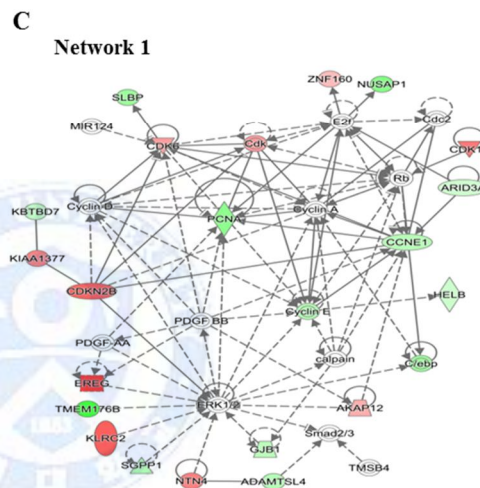 C
Network 1
ZNF160
NUSAP1
SLBP
MIR124
E2f
Cdc2
CDK6
Cdk
CDK1
Rb
ARID3A
Cyclin D
Cyclin A
KBTBD7
PCNA
CCNE1
KIAA1377
CDKN2B
HELB
Cyclin E
PDGF BB
PDGF-AA
calpain
C/ebp
EREG
TMEM176B
ERK1/2
AKAP12
KLRC2
Smad2/3
SGPP1
GJB1
TMSB4
NTN4
ADAMTSL4
1883